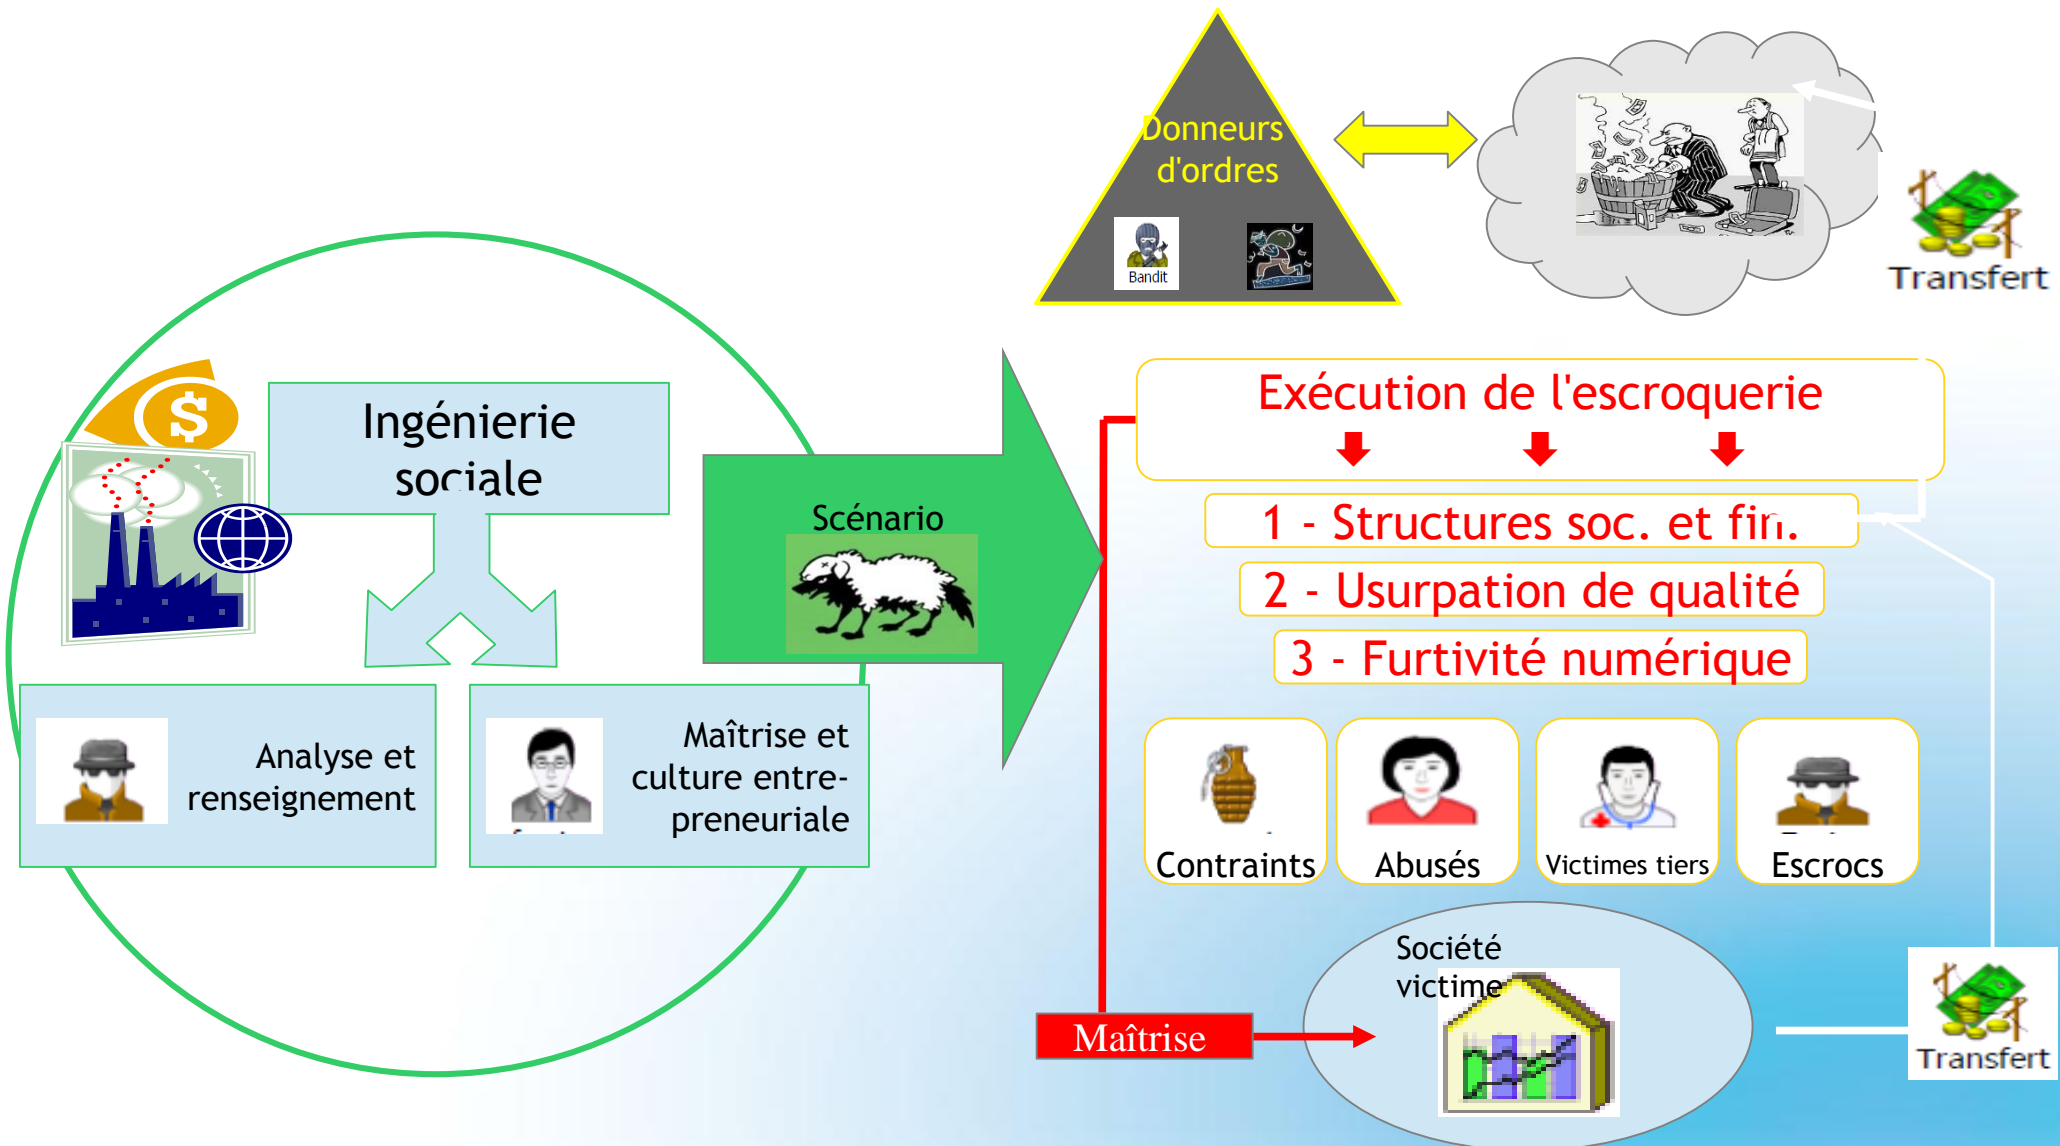 Donneurs
d'ordres
Bandit
Transfert
Ingénierie
sociale
Analyse et
renseignement
Maîtrise et
culture entre-
preneuriale
Scénario
Exécution de l'escroquerie
1 - Structures soc. et fin.
2 - Usurpation de qualité
3 - Furtivité numérique
Contraints
Abusés
Victimes tiers
Escrocs
Société
victime
Maîtrise
Transfert